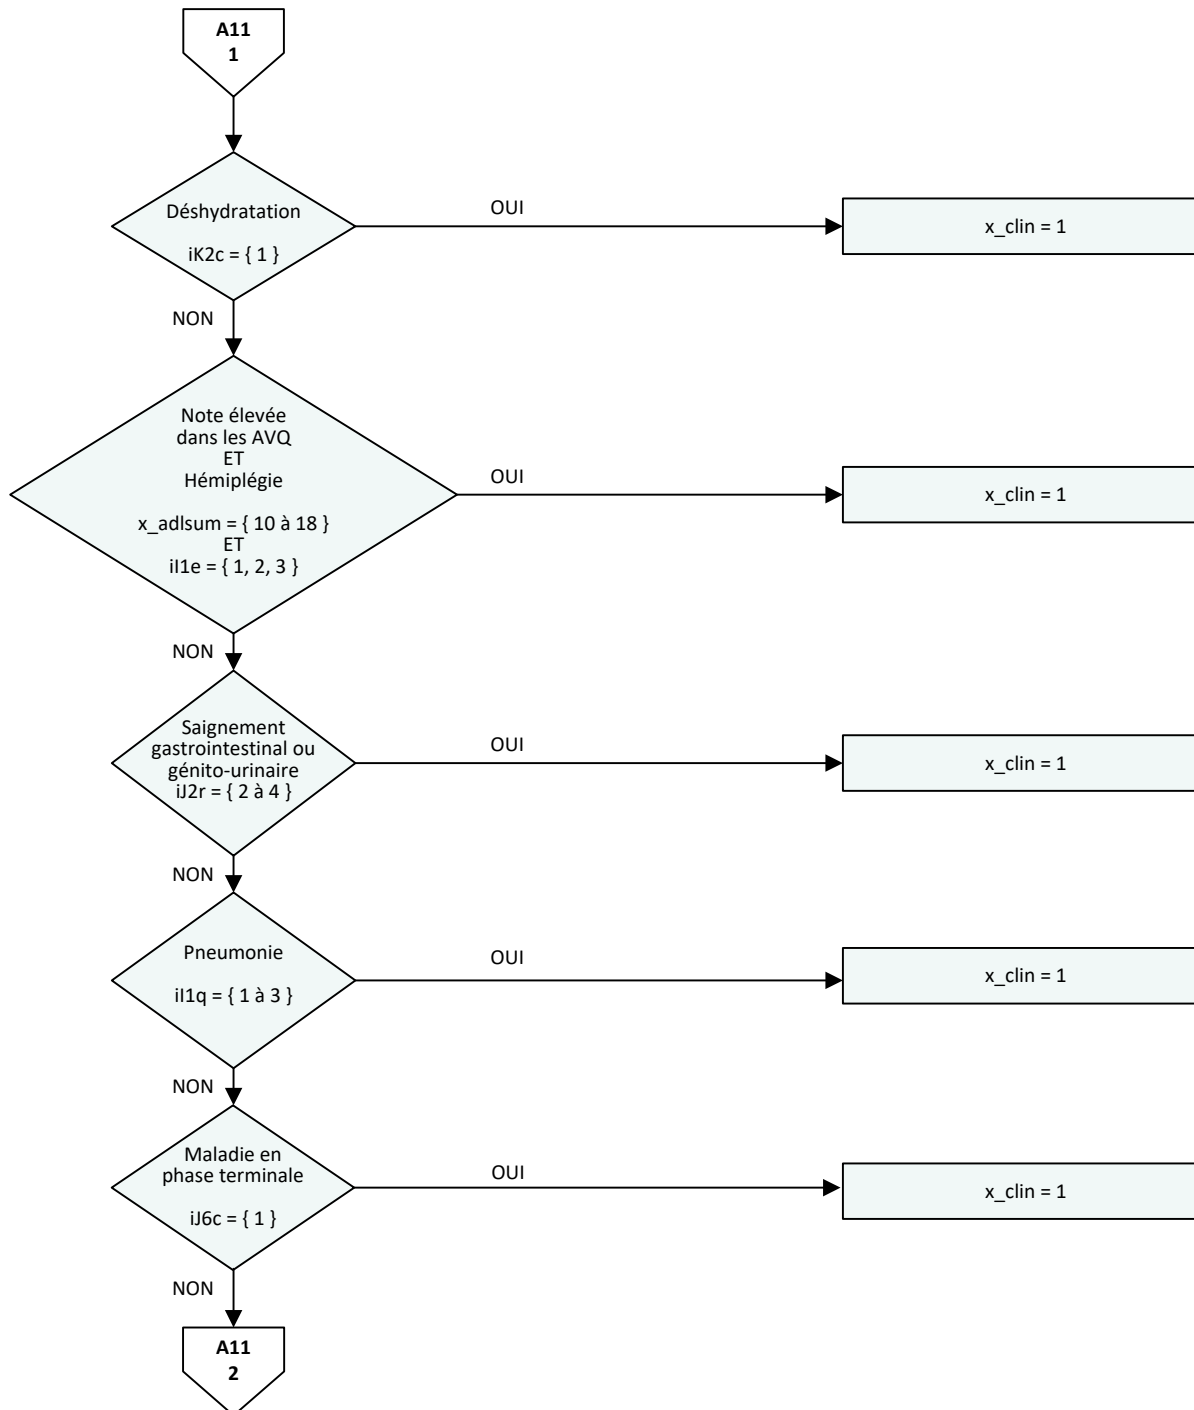 A11
1
Déshydratation
iK2c = { 1 }
OUI
x_clin = 1
NON
Note élevée
dans les AVQ
ET
Hémiplégie
x_adlsum = { 10 à 18 }
ET
iI1e = { 1, 2, 3 }
OUI
x_clin = 1
NON
Saignement
gastrointestinal ou
génito-urinaire
iJ2r = { 2 à 4 }
OUI
x_clin = 1
NON
Pneumonie
iI1q = { 1 à 3 }
OUI
x_clin = 1
NON
Maladie en
phase terminale
iJ6c = { 1 }
OUI
x_clin = 1
NON
A11
2